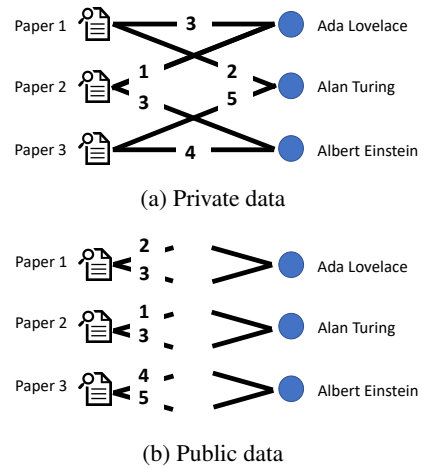 Paper 1 3 Ada Lovelace
1 2
Paper 2 Alan Turing
3 5
Paper 3 4 Albert Einstein
(a) Private data
2
Paper 1 Ada Lovelace
3
1
Paper 2 Alan Turing
3
4
Paper 3 Albert Einstein
5
(b) Public data